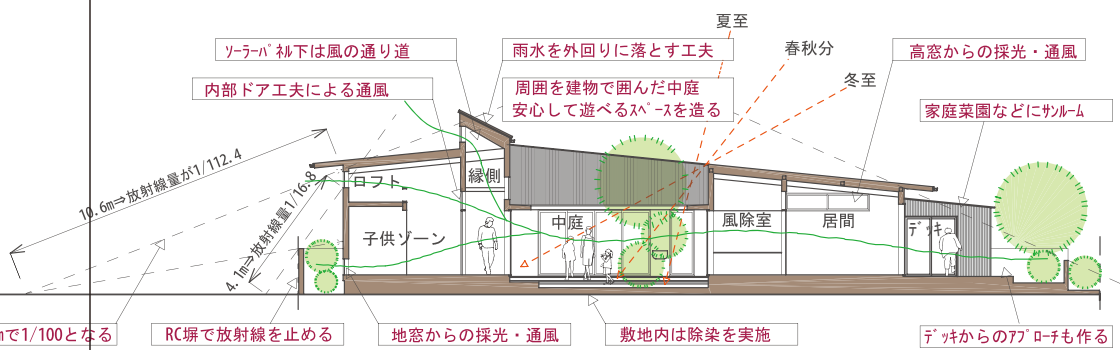 夏至
春秋分
冬至
ｿｰﾗｰﾊﾟﾈﾙ下は風の通り道
雨水を外回りに落とす工夫
高窓からの採光・通風
内部ドア工夫による通風
周囲を建物で囲んだ中庭
安心して遊べるｽﾍﾟｰｽを造る
家庭菜園などにｻﾝﾙｰﾑ
10.6m⇒放射線量が1/112.4
4.1m⇒放射線量1/16.8
ロフト
縁側
子供ゾーン
中庭
風除室
居間
ﾃﾞｯｷ
mで1/100となる
RC塀で放射線を止める
地窓からの採光・通風
敷地内は除染を実施
ﾃﾞｯｷからのｱﾌﾟﾛｰﾁも作る